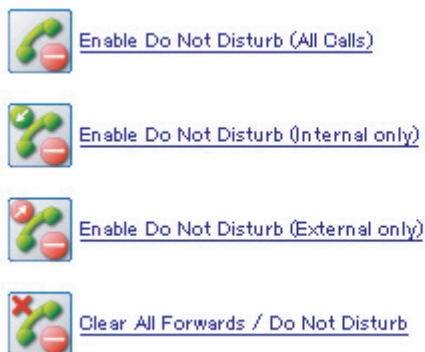 Enable Do Not Disturb (All Calls)
Enable Do Not Disturb (Internal only)
Enable Do Not Disturb (External only)
Clear All Forwards / Do Not Disturb